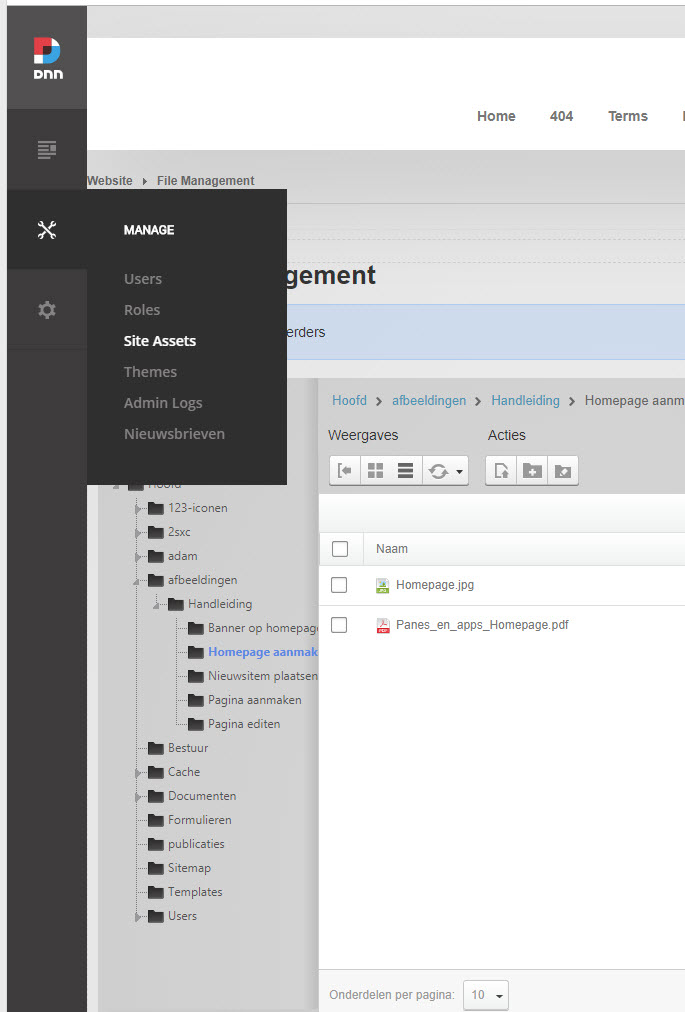 DNN
Home 404 Terms
Website File Management
MANAGE
Users
Roles
Site Assets
Themes
Admin Logs
Nieuwsbrieven
gement
erders
Hoofd afbeeldingen Handleiding Homepage aanm
Weergaves Acties
Hoofd
123-iconen
2sxc
adam
afbeeldingen
Handleiding
Banner op homepag
Homepage aanmak
Nieuwsitem plaatsen
Pagina aanmaken
Pagina editen
Bestuur
Cache
Documenten
Formulieren
publicaties
Sitemap
Templates
Users
Naam
JPG Homepage.jpg
PDF Panes_en_apps_Homepage.pdf
Onderdelen per pagina: 10